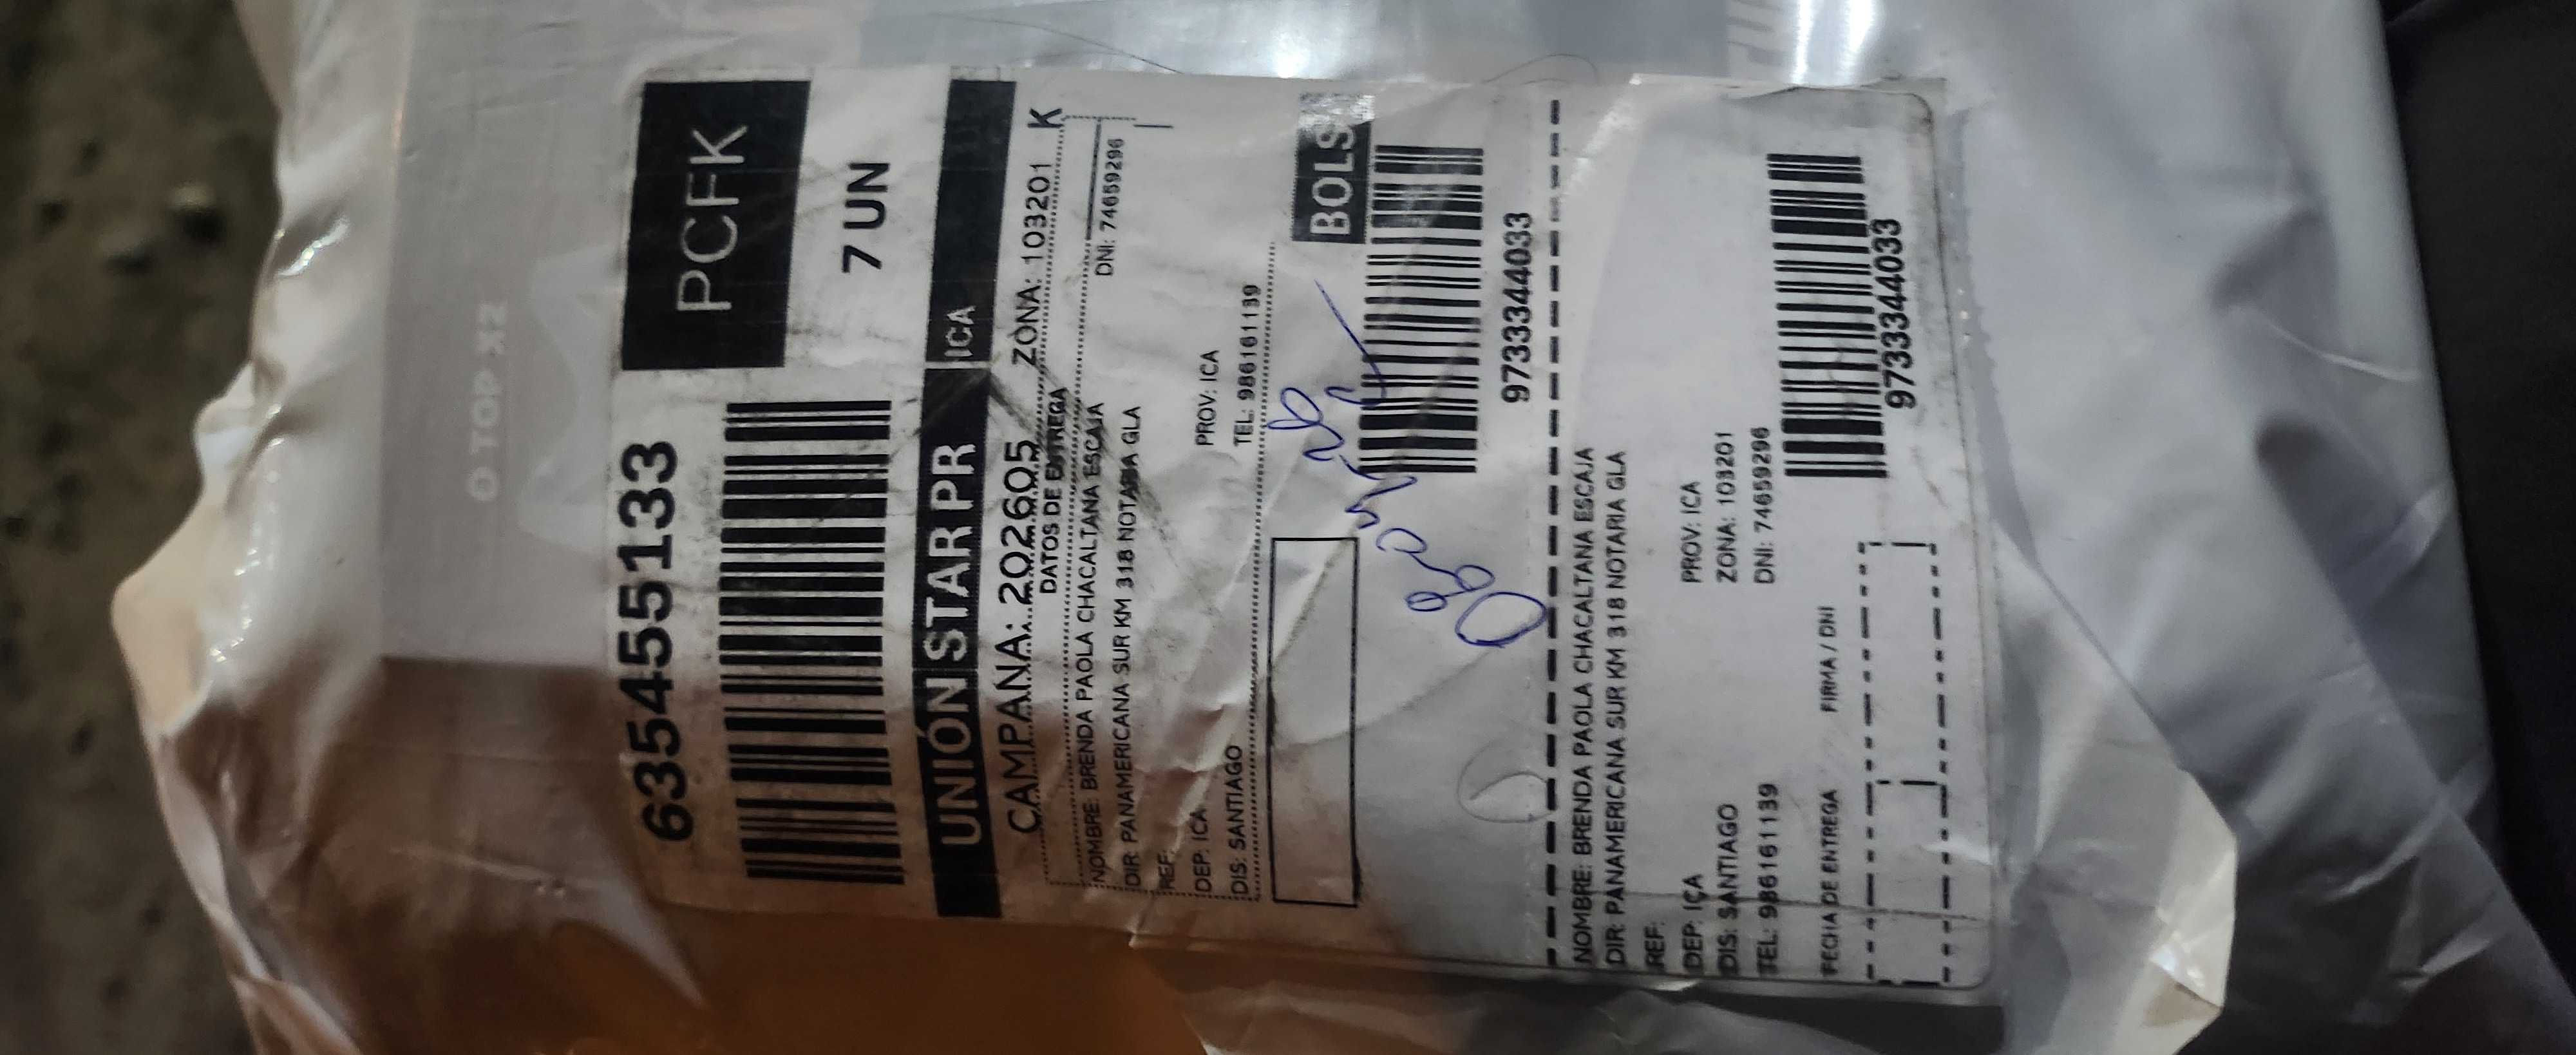 O TOP X2
635455133
PCFK
7 UN
UNIÓN STAR PR ICA
CAMPAÑA: 202605 ZONA: 103201 K
DATOS DE ENTREGA
NOMBRE: BRENDA PAOLA CHACALTANA ESCAJA DNI: 74659296
DIR: PANAMERICANA SUR KM 318 NOTARIA GLA
REF:
DEP: ICA PROV: ICA
DIS: SANTIAGO TEL: 986161139
BOLS
9733344033
NOMBRE: BRENDA PAOLA CHACALTANA ESCAJA
DIR: PANAMERICANA SUR KM 318 NOTARIA GLA
REF:
DEP: ICA PROV: ICA
DIS: SANTIAGO ZONA: 103201
TEL: 986161139 DNI: 74659296
FECHA DE ENTREGA FIRMA / DNI
9733344033